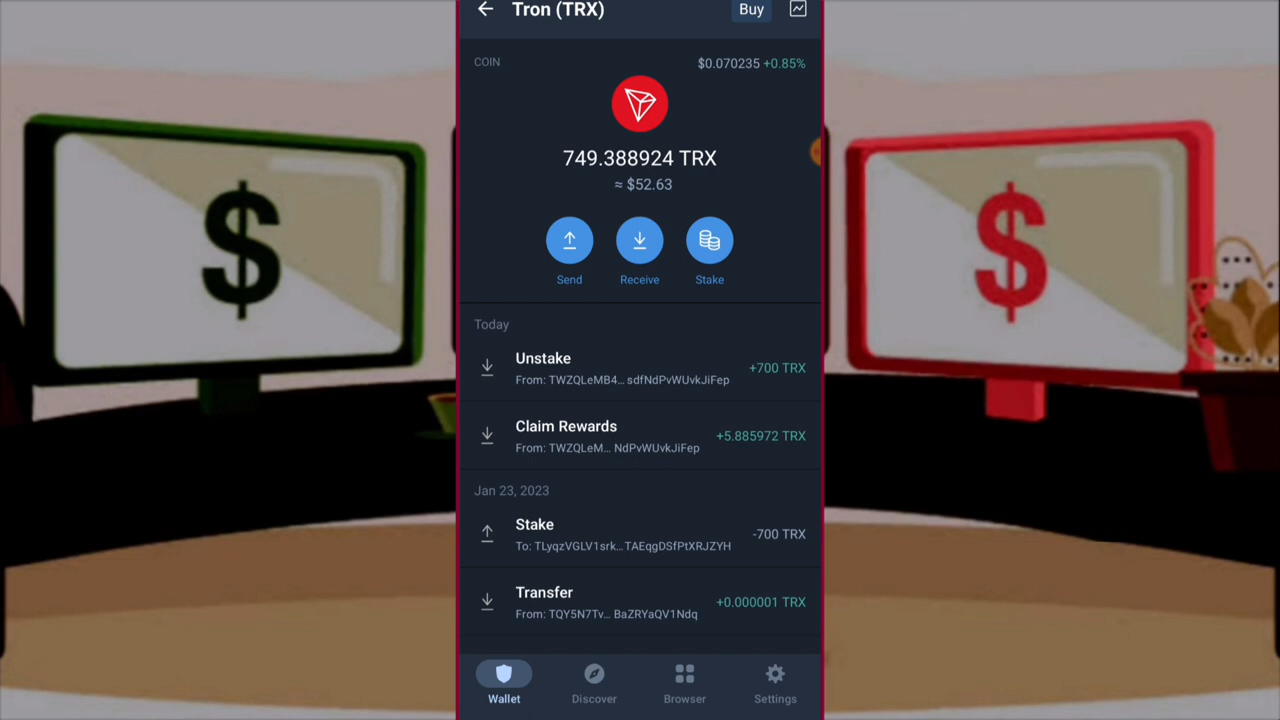 Tron (TRX)
Buy
COIN
$0.070235 +0.85%
749.388924 TRX
≈ $52.63
Send
Receive
Stake
Today
Unstake
+700 TRX
From: TWZQLeMB4... sdfNdPvWUvkJiFep
Claim Rewards
+5.885972 TRX
From: TWZQLeM... NdPvWUvkJiFep
Jan 23, 2023
Stake
-700 TRX
To: TLyqzVGLV1srk...TAEqgDSfPtXRJZYH
Transfer
+0.000001 TRX
From: TQY5N7Tv... BaZRYaQV1Ndq
Wallet
Discover
Browser
Settings
$
$